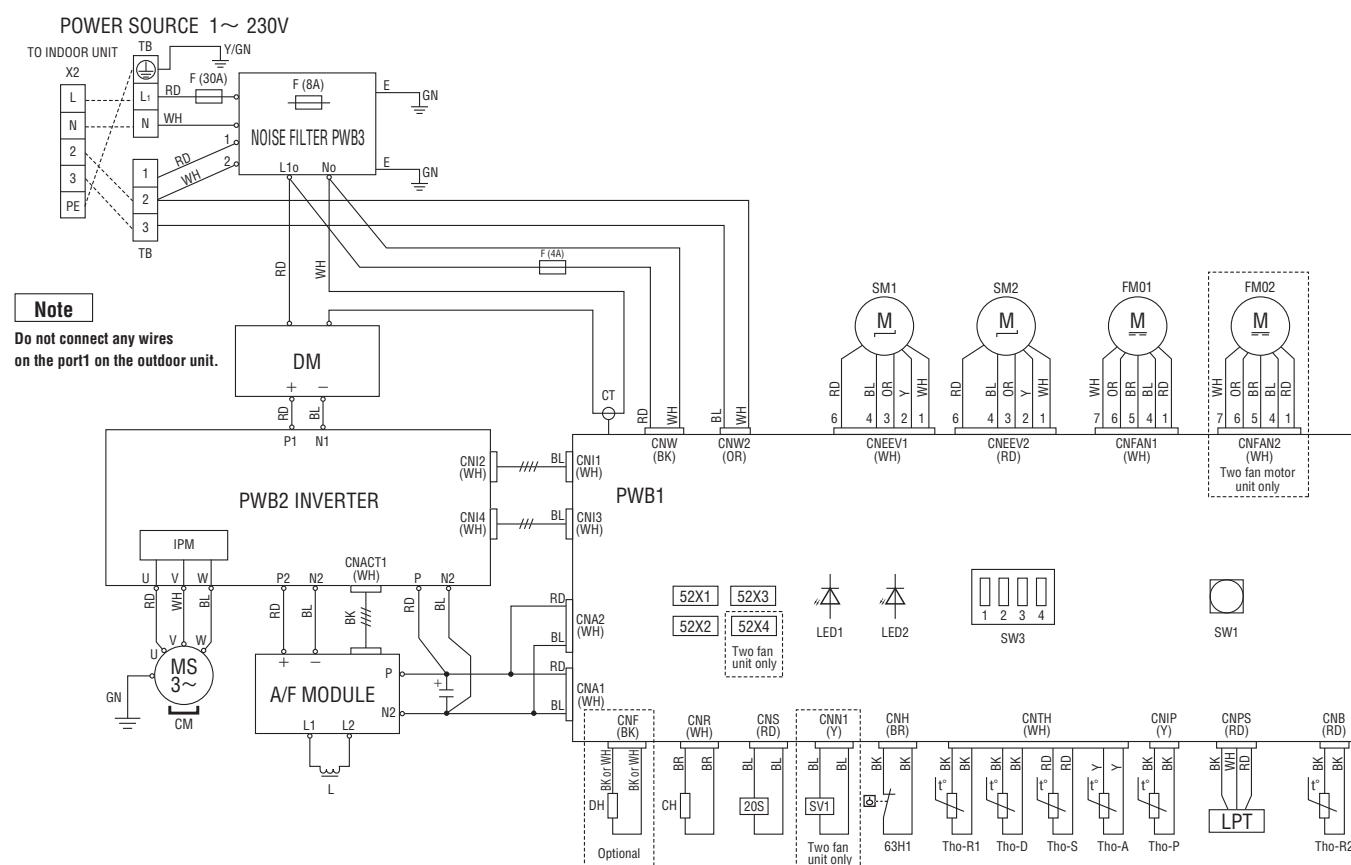 POWER SOURCE 1～ 230V
TO INDOOR UNIT
TB
Y/GN
X2
L
N
2
3
PE
L1
N
RD
F (30A)
WH
F (8A)
NOISE FILTER PWB3
E
GN
E
GN
1
2
RD
WH
L1o
No
1
2
3
TB
RD
WH
F (4A)
Note
Do not connect any wires
on the port1 on the outdoor unit.
DM
+
−
RD
BL
P1
N1
CT
RD
WH
BL
WH
CNW
(BK)
CNW2
(OR)
SM1
M
RD
BL
OR
Y
WH
6
4
3
2
1
CNEEV1
(WH)
SM2
M
RD
BL
OR
Y
WH
6
4
3
2
1
CNEEV2
(RD)
FM01
M
WH
OR
BR
BL
RD
7
6
5
4
1
CNFAN1
(WH)
FM02
M
WH
OR
BR
BL
RD
7
6
5
4
1
CNFAN2
(WH)
Two fan motor
unit only
PWB2 INVERTER
CNI2
(WH)
BL
CNI1
(WH)
CNI4
(WH)
BL
CNI3
(WH)
PWB1
IPM
U
V
W
P2
N2
CNACT1
(WH)
P
N2
RD
WH
BL
RD
BL
BK
RD
BL
U
V
W
MS
3～
CM
GN
+
−
A/F MODULE
P
N2
L1
L2
L
+
RD
BL
CNA2
(WH)
RD
BL
CNA1
(WH)
52X1
52X3
52X2
52X4
Two fan
unit only
LED1
LED2
1
2
3
4
SW3
SW1
CNF
(BK)
BK or WH
BK or WH
DH
Optional
CNR
(WH)
BR
BR
CH
CNS
(RD)
BL
BL
20S
CNN1
(Y)
BL
BL
SV1
Two fan
unit only
CNH
(BR)
BK
BK
63H1
CNTH
(WH)
BK
BK
t°
Tho-R1
BK
BK
t°
Tho-D
RD
RD
t°
Tho-S
Y
Y
t°
Tho-A
CNIP
(Y)
BK
BK
t°
Tho-P
CNPS
(RD)
BK
WH
RD
LPT
CNB
(RD)
BK
BK
t°
Tho-R2